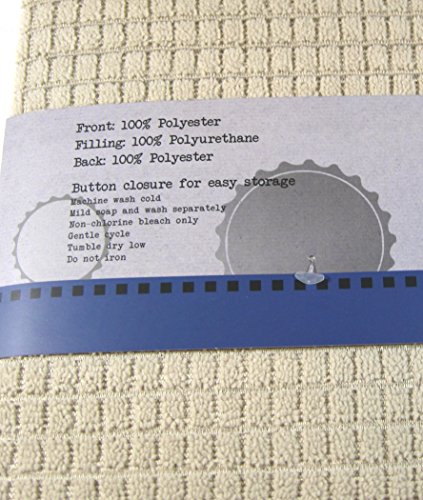 Front: 100% Polyester
Filling: 100% Polyurethane
Back: 100% Polyester
Button closure for easy storage
Machine wash cold
Mild soap and wash separately
Non-chlorine bleach only
Gentle cycle
Tumble dry low
Do not iron